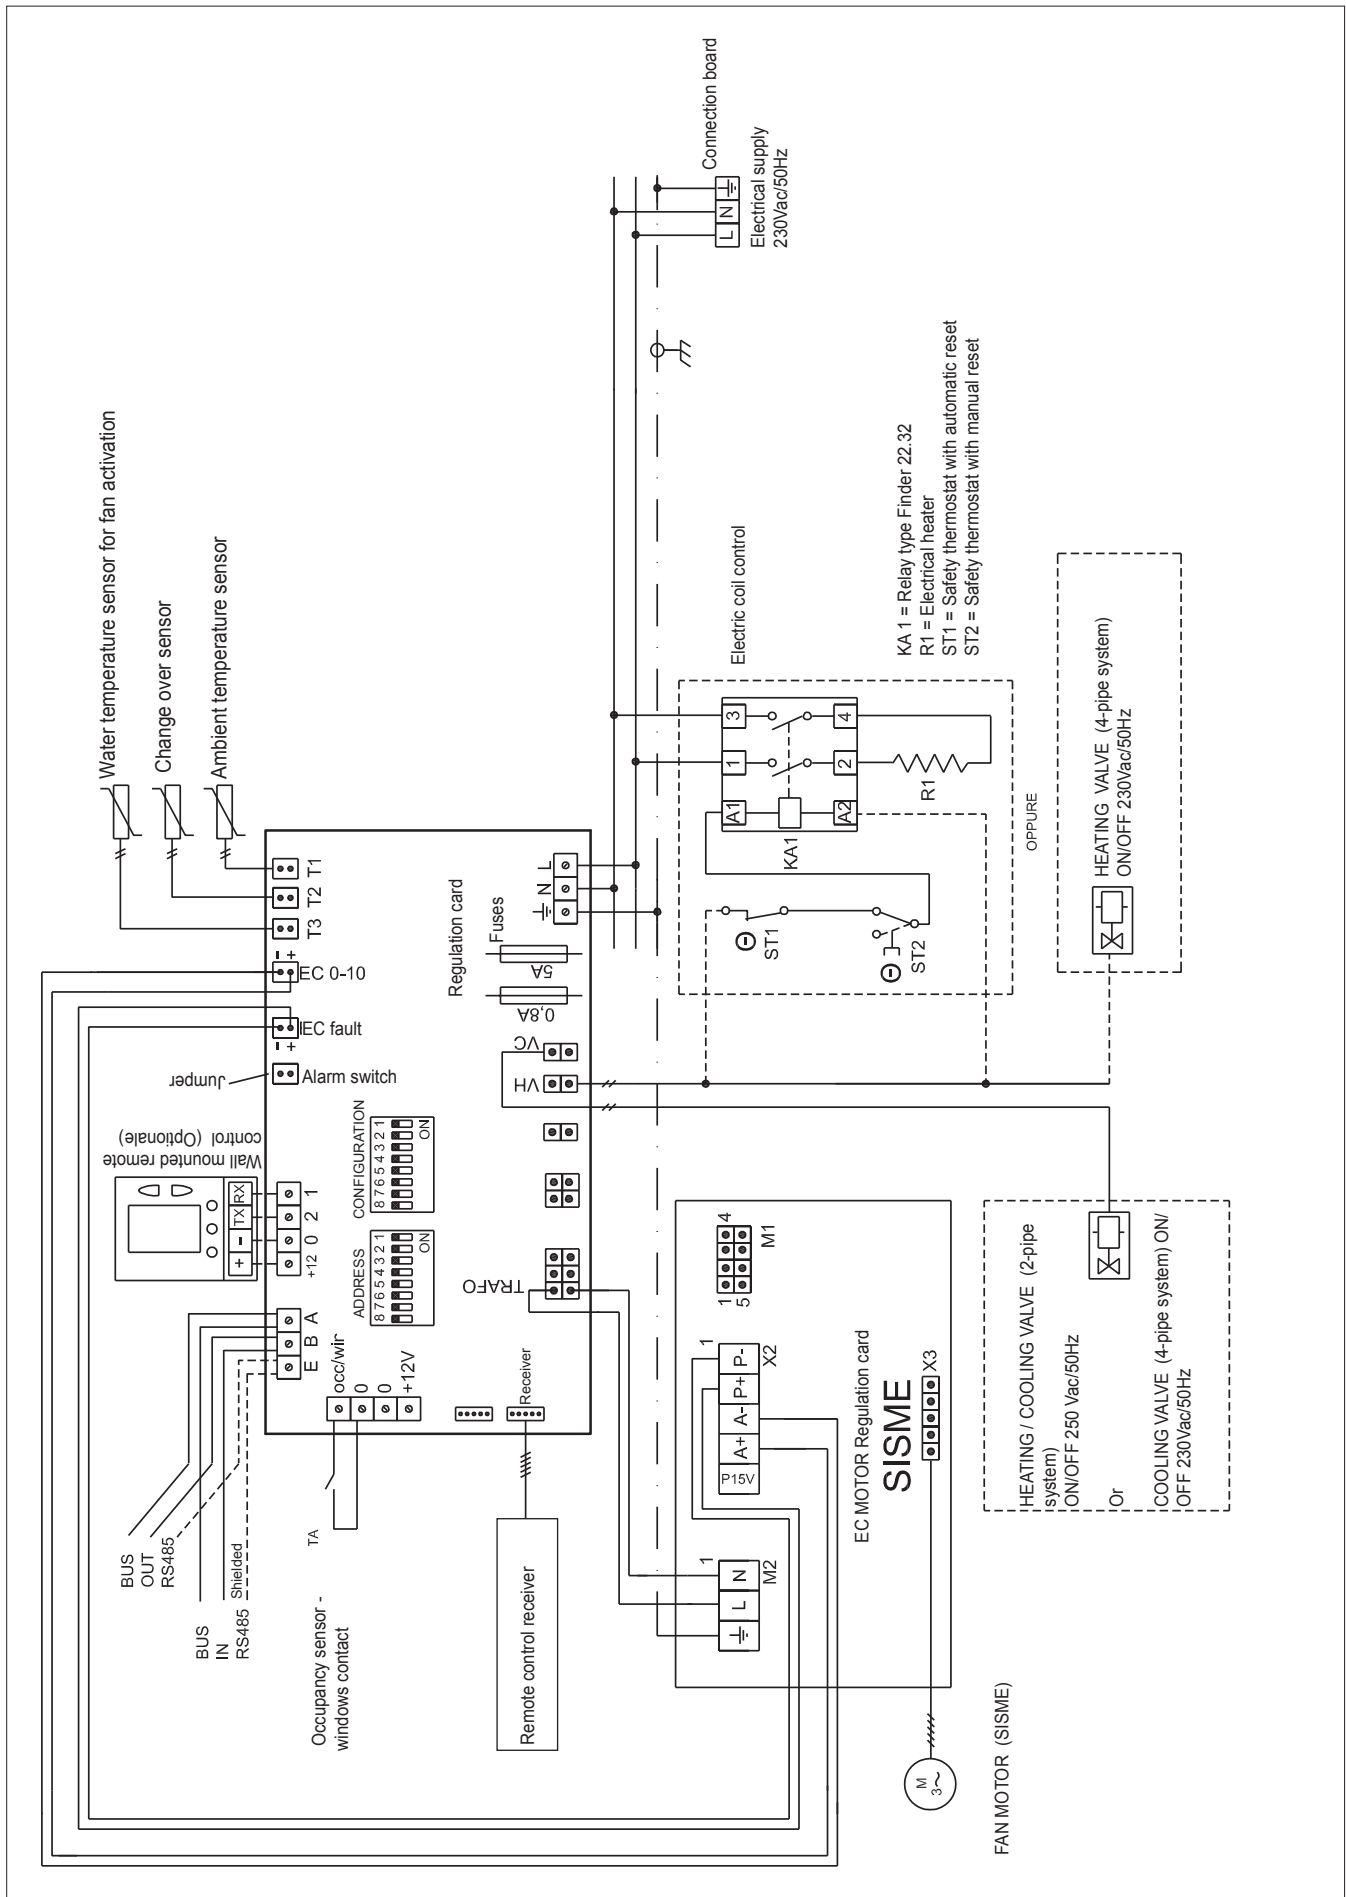 Water temperature sensor for fan activation
Change over sensor
Ambient temperature sensor
Connection board
L N
Electrical supply
230Vac/50Hz
T3 T2 T1
- +
EC 0-10
- +
EC fault
Jumper
Alarm switch
Wall mounted remote
control (Optionale)
+ - TX RX
+12 0 2 1
CONFIGURATION
8 7 6 5 4 3 2 1
ON
ADDRESS
8 7 6 5 4 3 2 1
ON
E B A
BUS
OUT
RS485
BUS
IN
RS485
Shielded
occ/wir
0
0
+12V
TA
Occupancy sensor -
windows contact
Receiver
Remote control receiver
Regulation card
Fuses
0,8A
5A
N L
VC
VH
TRAFO
Electric coil control
KA 1 = Relay type Finder 22.32
R1 = Electrical heater
ST1 = Safety thermostat with automatic reset
ST2 = Safety thermostat with manual reset
A1 1 3
A2 2 4
KA1
R1
ST1
ST2
OPPURE
HEATING VALVE (4-pipe system)
ON/OFF 230Vac/50Hz
HEATING / COOLING VALVE (2-pipe
system)
ON/OFF 250 Vac/50Hz
Or
COOLING VALVE (4-pipe system) ON/
OFF 230Vac/50Hz
1 4
5
M1
P15V A+ A- P+ P-
1
X2
EC MOTOR Regulation card
SISME
X3
L N
1
M2
M
3~
FAN MOTOR (SISME)